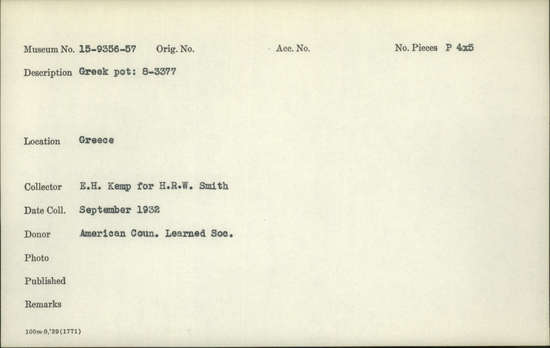 Museum No. 15-9356-57 Orig. No. Acc. No. No. Pieces P 4x5
Description Greek pot: 8-3377
Location Greece
Collector E.H. Kemp for H.R.W. Smith
Date Coll. September 1932
Donor American Coun. Learned Soc.
Photo
Published
Remarks
100m-9,'39(1771)